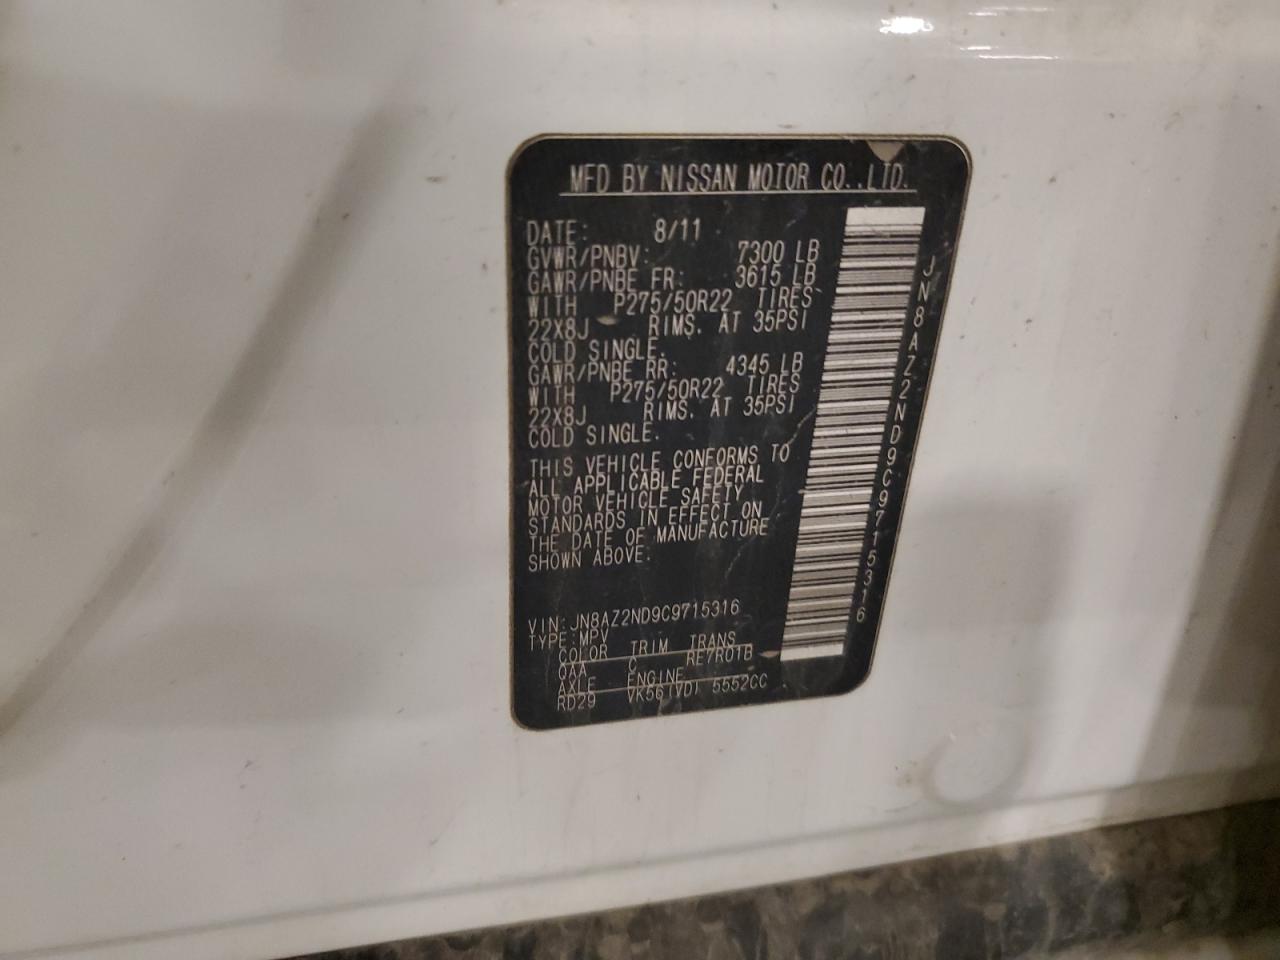 MFD BY NISSAN MOTOR CO.,LTD.
DATE: 8/11
GVWR/PNBV: 7300 LB
GAWR/PNBE FR: 3615 LB
WITH P275/50R22 TIRES
22X8J RIMS. AT 35PSI
COLD SINGLE.
GAWR/PNBE RR: 4345 LB
WITH P275/50R22 TIRES
22X8J RIMS. AT 35PSI
COLD SINGLE.
THIS VEHICLE CONFORMS TO
ALL APPLICABLE FEDERAL
MOTOR VEHICLE SAFETY
STANDARDS IN EFFECT ON
THE DATE OF MANUFACTURE
SHOWN ABOVE.
VIN:JN8AZ2ND9C9715316
TYPE:MPV
COLOR TRIM TRANS
QAA C RE7R01B
AXLE ENGINE
RD29 VK56(VD) 5552CC
JN8AZ2ND9C9715316